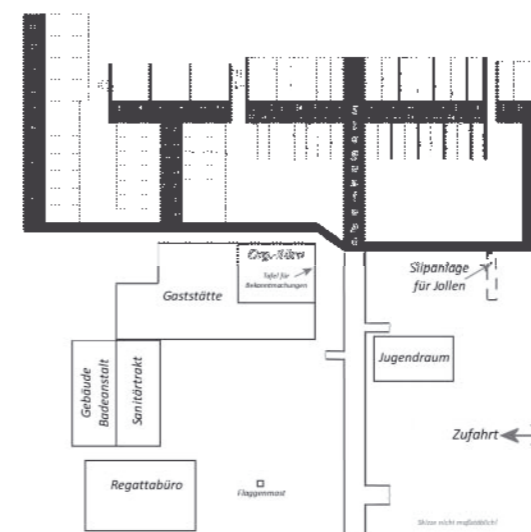 Tafel für
Bekanntmachungen
Gaststätte
Slipanlage
für Jollen
Gebäude
Badeanstalt
Sanitärtrakt
Jugendraum
Zufahrt
Regattabüro
Flaggenmast
Skizze nicht maßstäblich!